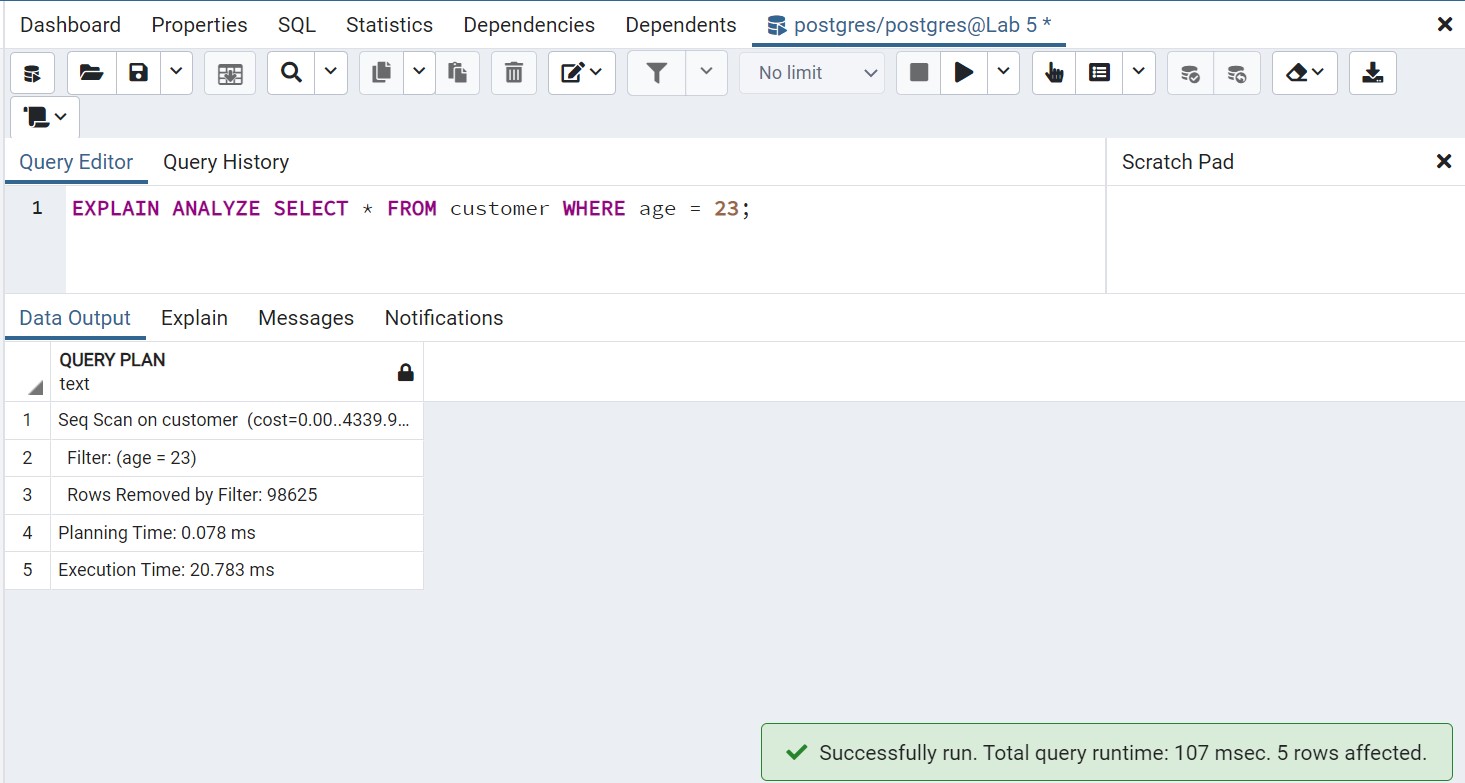 Dashboard Properties SQL Statistics Dependencies Dependents postgres/postgres@Lab 5 *
No limit
Query Editor Query History Scratch Pad
1 EXPLAIN ANALYZE SELECT * FROM customer WHERE age = 23;
Data Output Explain Messages Notifications
QUERY PLAN
text
1 Seq Scan on customer (cost=0.00..4339.9...
2 Filter: (age = 23)
3 Rows Removed by Filter: 98625
4 Planning Time: 0.078 ms
5 Execution Time: 20.783 ms
Successfully run. Total query runtime: 107 msec. 5 rows affected.